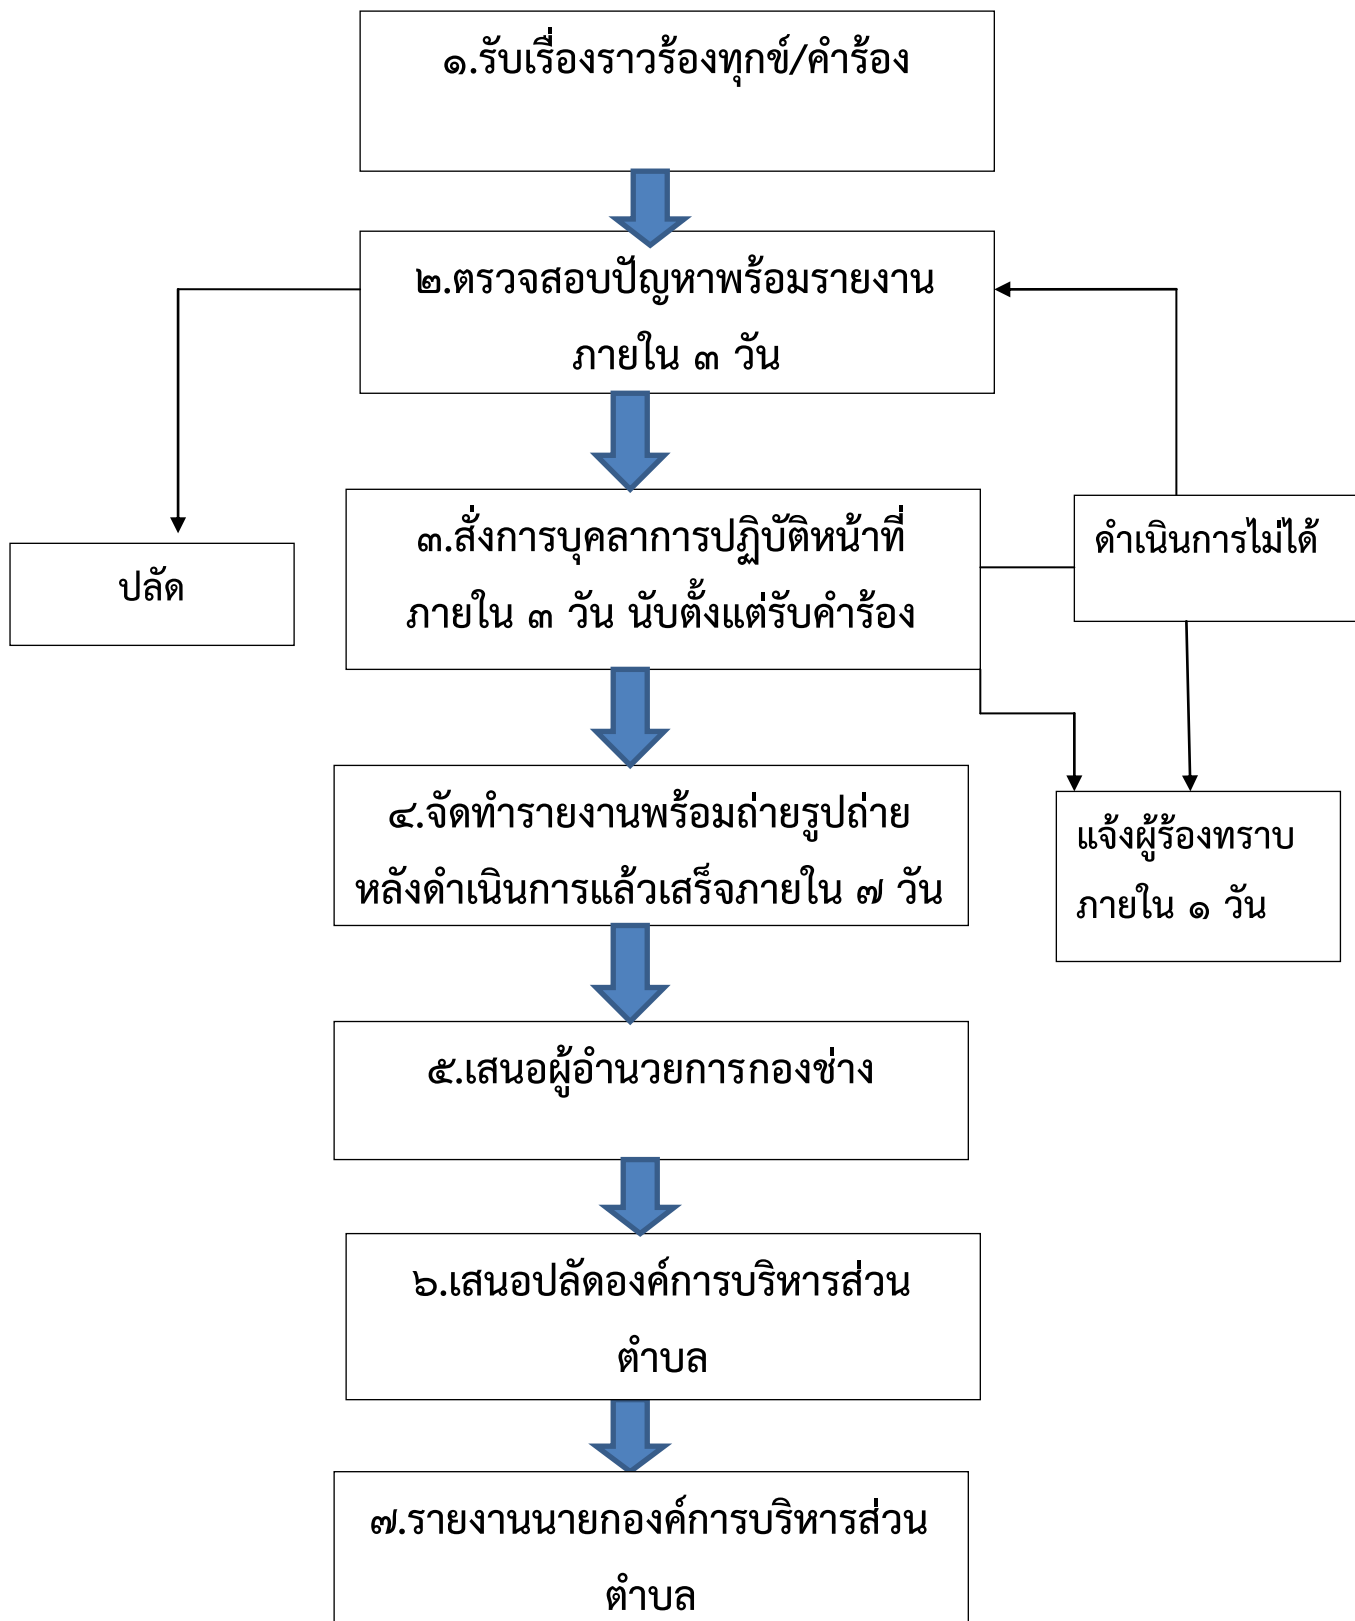 ๑.รับเรื่องราวร้องทุกข์/คำร้อง
๒.ตรวจสอบปัญหาพร้อมรายงาน
ภายใน ๓ วัน
๓.สั่งการบุคลาการปฏิบัติหน้าที่
ภายใน ๓ วัน นับตั้งแต่รับคำร้อง
ดำเนินการไม่ได้
ปลัด
๔.จัดทำรายงานพร้อมถ่ายรูปถ่าย
หลังดำเนินการแล้วเสร็จภายใน ๗ วัน
แจ้งผู้ร้องทราบ
ภายใน ๑ วัน
๕.เสนอผู้อำนวยการกองช่าง
๖.เสนอปลัดองค์การบริหารส่วน
ตำบล
๗.รายงานนายกองค์การบริหารส่วน
ตำบล